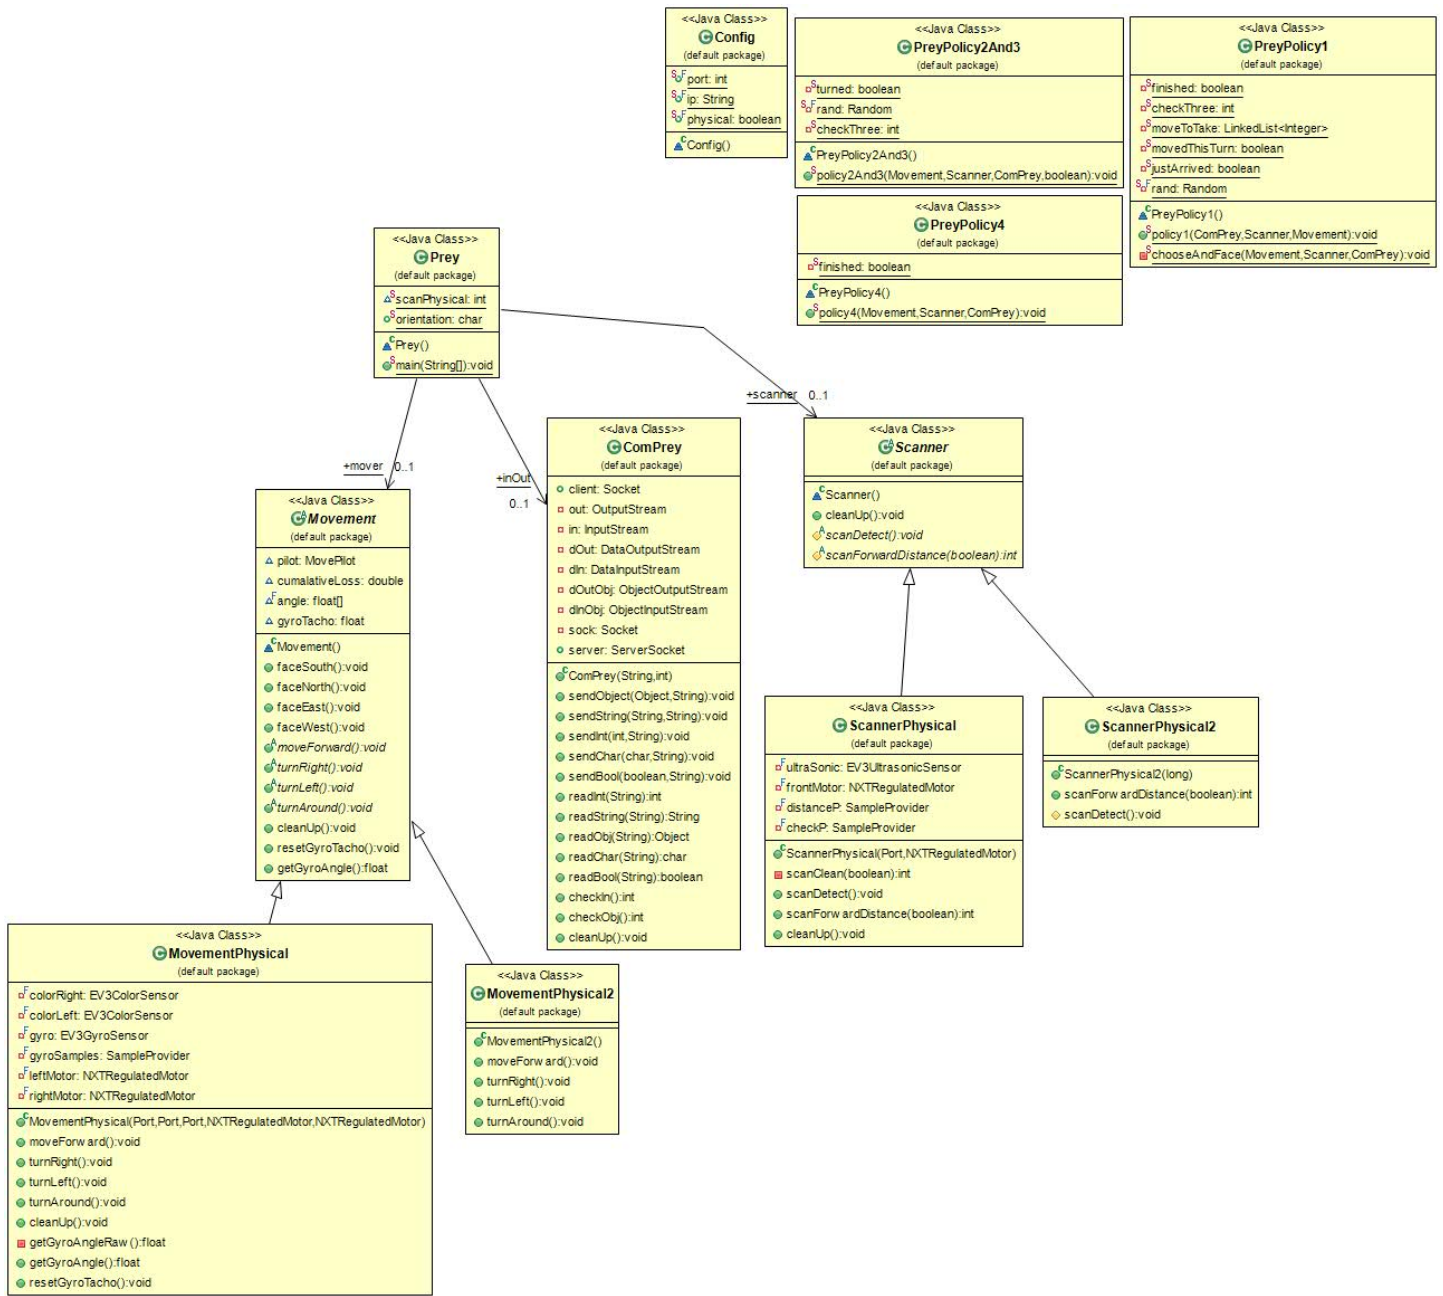 <<Java Class>>
Config
(default package)
port: int
ip: String
physical: boolean
Config()
<<Java Class>>
PreyPolicy2And3
(default package)
turned: boolean
rand: Random
checkThree: int
PreyPolicy2And3()
policy2And3(Movement,Scanner,ComPrey,boolean):void
<<Java Class>>
PreyPolicy1
(default package)
finished: boolean
checkThree: int
moveToTake: LinkedList<Integer>
movedThisTurn: boolean
justArrived: boolean
rand: Random
PreyPolicy1()
policy1(ComPrey,Scanner,Movement):void
chooseAndFace(Movement,Scanner,ComPrey):void
<<Java Class>>
PreyPolicy4
(default package)
finished: boolean
PreyPolicy4()
policy4(Movement,Scanner,ComPrey):void
<<Java Class>>
Prey
(default package)
scanPhysical: int
orientation: char
Prey()
main(String[]):void
+scanner 0..1
+mover 0..1
+inOut
0..1
<<Java Class>>
Movement
(default package)
pilot: MovePilot
cumalativeLoss: double
angle: float[]
gyroTacho: float
Movement()
faceSouth():void
faceNorth():void
faceEast():void
faceWest():void
moveForward():void
turnRight():void
turnLeft():void
turnAround():void
cleanUp():void
resetGyroTacho():void
getGyroAngle():float
<<Java Class>>
ComPrey
(default package)
client: Socket
out: OutputStream
in: InputStream
dOut: DataOutputStream
dIn: DataInputStream
dOutObj: ObjectOutputStream
dInObj: ObjectInputStream
sock: Socket
server: ServerSocket
ComPrey(String,int)
sendObject(Object,String):void
sendString(String,String):void
sendInt(int,String):void
sendChar(char,String):void
sendBool(boolean,String):void
readInt(String):int
readString(String):String
readObj(String):Object
readChar(String):char
readBool(String):boolean
checkIn():int
checkObj():int
cleanUp():void
<<Java Class>>
Scanner
(default package)
Scanner()
cleanUp():void
scanDetect():void
scanForwardDistance(boolean):int
<<Java Class>>
ScannerPhysical
(default package)
ultraSonic: EV3UltrasonicSensor
frontMotor: NXTRegulatedMotor
distanceP: SampleProvider
checkP: SampleProvider
ScannerPhysical(Port,NXTRegulatedMotor)
scanClean(boolean):int
scanDetect():void
scanForwardDistance(boolean):int
cleanUp():void
<<Java Class>>
ScannerPhysical2
(default package)
ScannerPhysical2(long)
scanForwardDistance(boolean):int
scanDetect():void
<<Java Class>>
MovementPhysical
(default package)
colorRight: EV3ColorSensor
colorLeft: EV3ColorSensor
gyro: EV3GyroSensor
gyroSamples: SampleProvider
leftMotor: NXTRegulatedMotor
rightMotor: NXTRegulatedMotor
MovementPhysical(Port,Port,Port,NXTRegulatedMotor,NXTRegulatedMotor)
moveForward():void
turnRight():void
turnLeft():void
turnAround():void
cleanUp():void
getGyroAngleRaw():float
getGyroAngle():float
resetGyroTacho():void
<<Java Class>>
MovementPhysical2
(default package)
MovementPhysical2()
moveForward():void
turnRight():void
turnLeft():void
turnAround():void